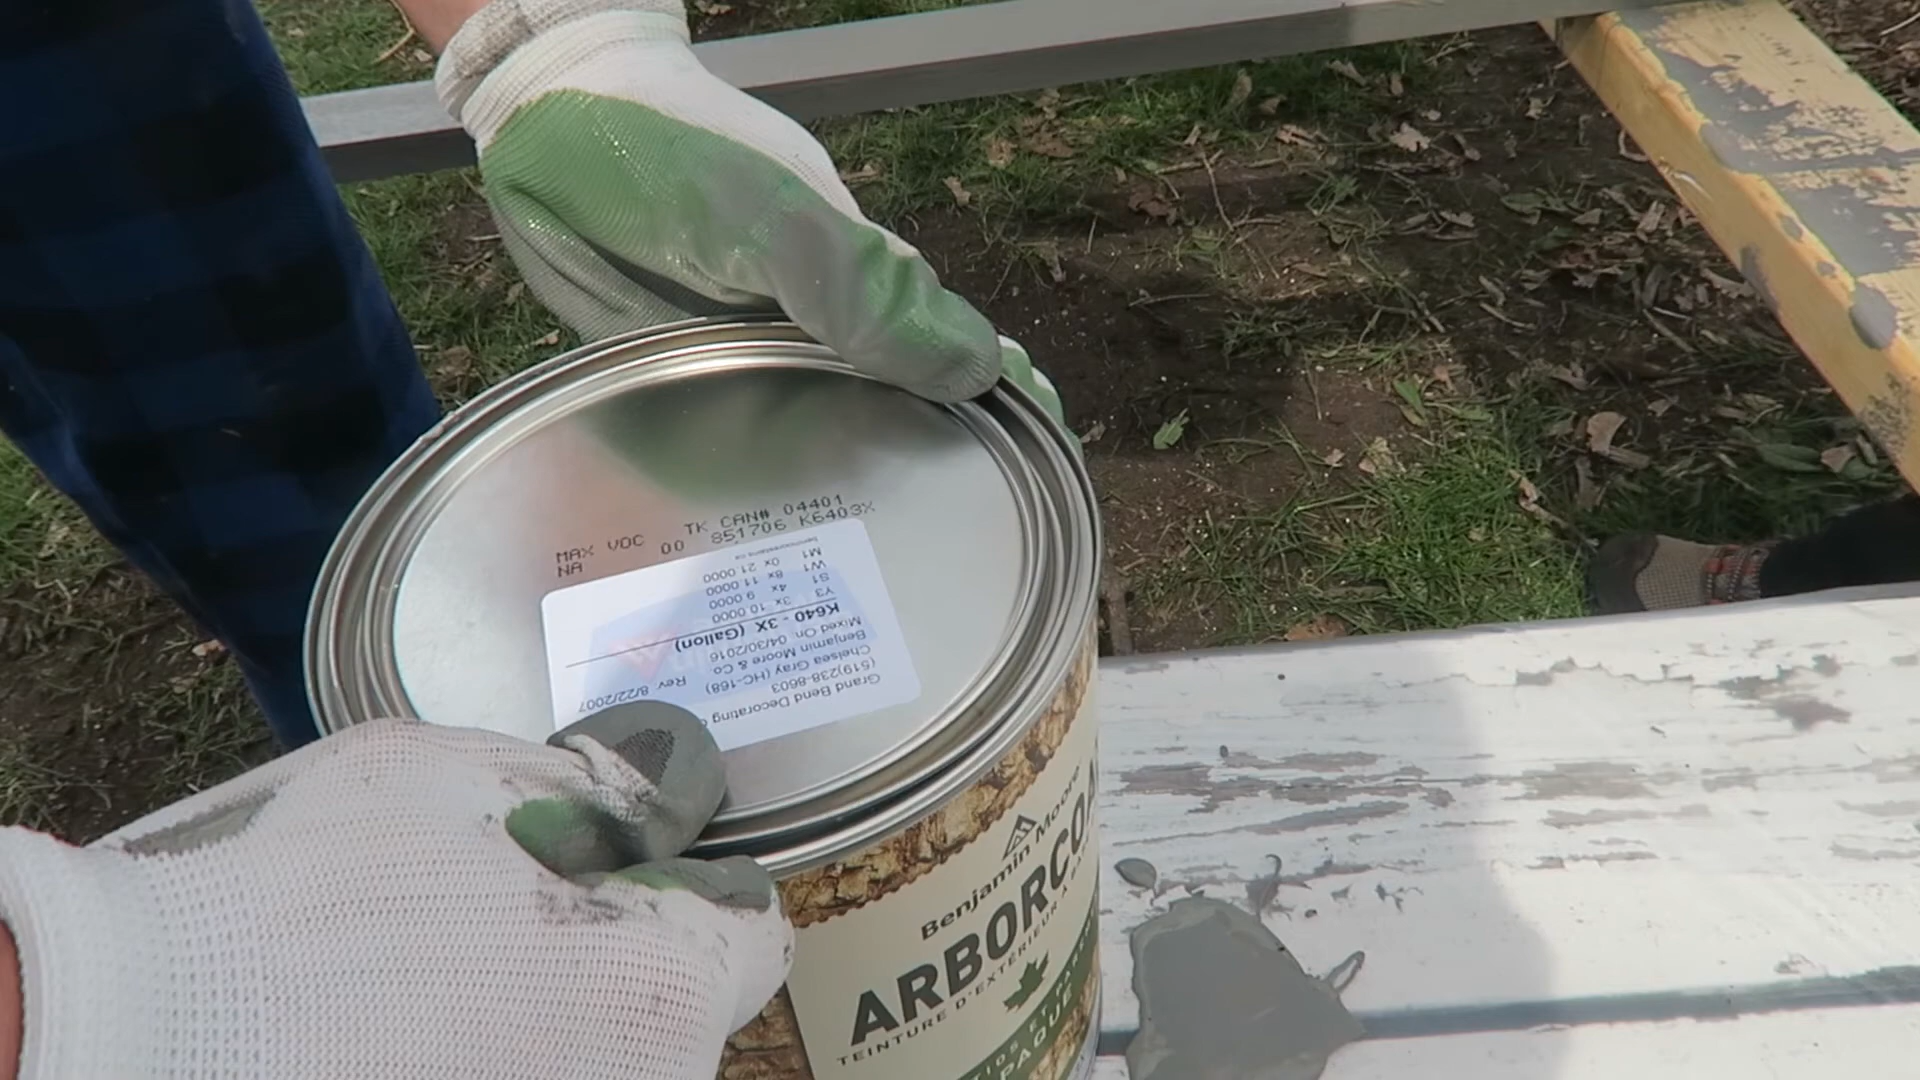 TK CAN# 04401
MAX VOC 00 851706 K6403X
NA
Grand Bend Decorating
(519)238-8603
Chelsea Gray (HC-168) Rev. 8/22/2007
Benjamin Moore & Co.
Mixed On: 04/30/2016
K640 - 3X (Gallon)
Y3 3x 10.0000
S1 4x 9.0000
W1 8x 11.0000
M1 0x 21.0000
Benjamin Moore
ARBORCOA
TEINTURE D'EXTÉRIEUR À